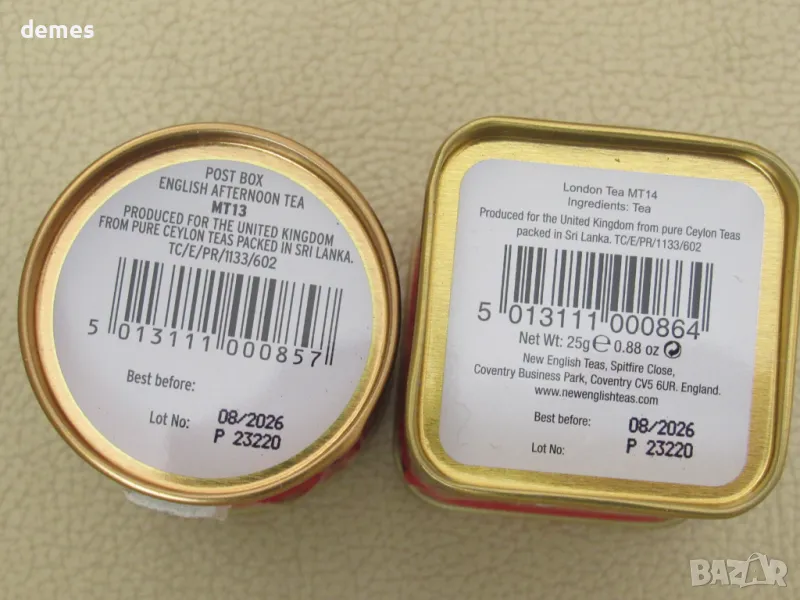 demes
POST BOX
ENGLISH AFTERNOON TEA
MT13
PRODUCED FOR THE UNITED KINGDOM
FROM PURE CEYLON TEAS PACKED IN SRI LANKA.
TC/E/PR/1133/602
5 013111 000857
Best before:
08/2026
Lot No:
P 23220
London Tea MT14
Ingredients: Tea
Produced for the United Kingdom from pure Ceylon Teas
packed in Sri Lanka. TC/E/PR/1133/602
5 013111 000864
Net Wt: 25g e 0.88 oz
New English Teas, Spitfire Close,
Coventry Business Park, Coventry CV5 6UR. England.
www.newenglishteas.com
Best before: 08/2026
Lot No: P 23220
BAZAR